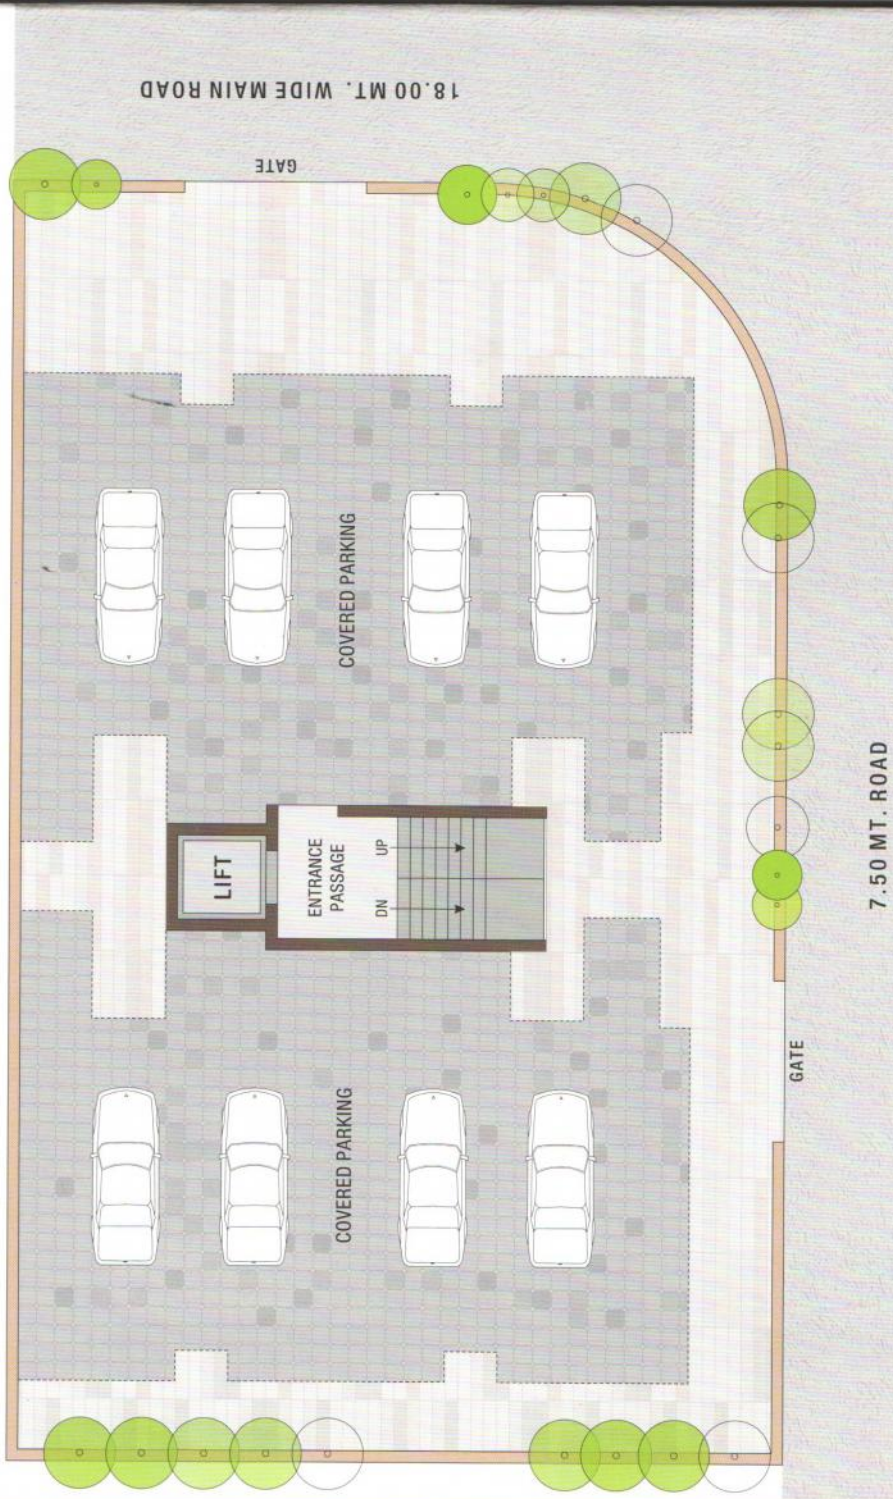 18.00 MT. WIDE MAIN ROAD
GATE
COVERED PARKING
LIFT
ENTRANCE
PASSAGE
UP
DN
7.50 MT. ROAD
GATE
COVERED PARKING